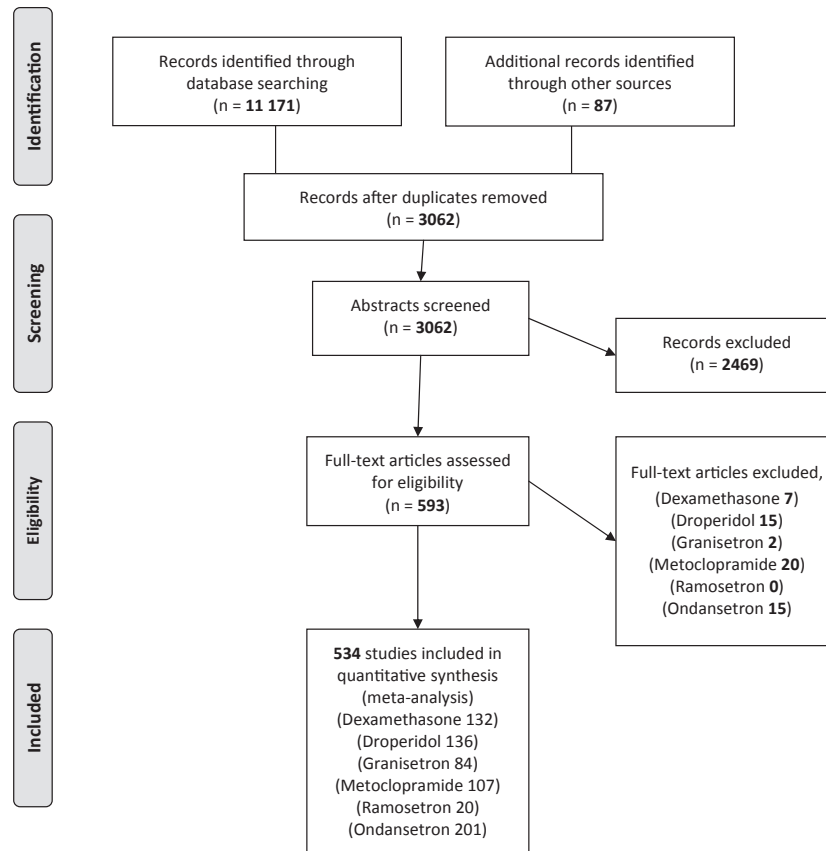 Identification
Records identified through
database searching
(n = 11 171)
Additional records identified
through other sources
(n = 87)
Records after duplicates removed
(n = 3062)
Screening
Abstracts screened
(n = 3062)
Records excluded
(n = 2469)
Eligibility
Full-text articles assessed
for eligibility
(n = 593)
Full-text articles excluded,
(Dexamethasone 7)
(Droperidol 15)
(Granisetron 2)
(Metoclopramide 20)
(Ramosetron 0)
(Ondansetron 15)
Included
534 studies included in
quantitative synthesis
(meta-analysis)
(Dexamethasone 132)
(Droperidol 136)
(Granisetron 84)
(Metoclopramide 107)
(Ramosetron 20)
(Ondansetron 201)